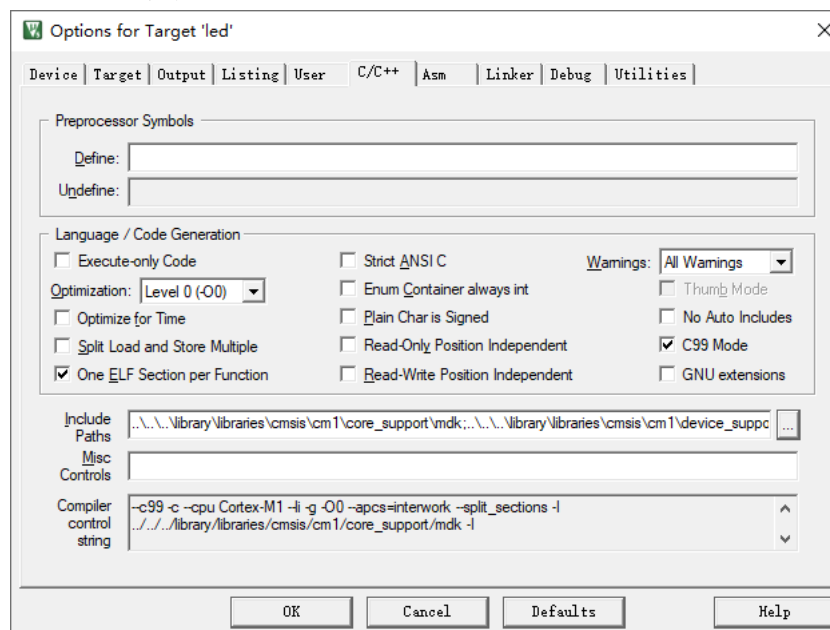 Options for Target 'led'
Device Target Output Listing User C/C++ Asm Linker Debug Utilities
Preprocessor Symbols
Define:
Undefine:
Language / Code Generation
Execute-only Code Strict ANSI C Warnings: All Warnings
Optimization: Level 0 (-O0) Enum Container always int Thumb Mode
Optimize for Time Plain Char is Signed No Auto Includes
Split Load and Store Multiple Read-Only Position Independent C99 Mode
One ELF Section per Function Read-Write Position Independent GNU extensions
Include
Paths ..\..\..\library\libraries\cmsis\cm1\core_support\mdk;..\..\..\library\libraries\cmsis\cm1\device_suppc ...
Misc
Controls
Compiler
control
string
--c99 -c --cpu Cortex-M1 --li -g -O0 --apcs=interwork --split_sections -I
../../../library/libraries/cmsis/cm1/core_support/mdk -I
OK Cancel Defaults Help